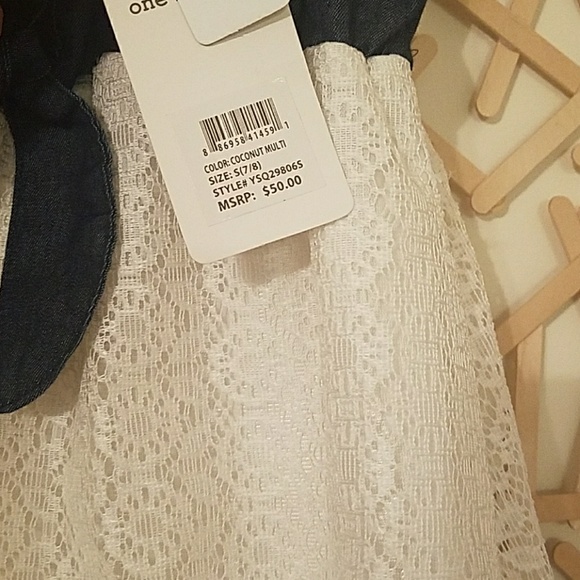 one
8 86958 41459 1
COLOR: COCONUT MULTI
SIZE: S(7/8)
STYLE# YSQ29806S
MSRP: $50.00